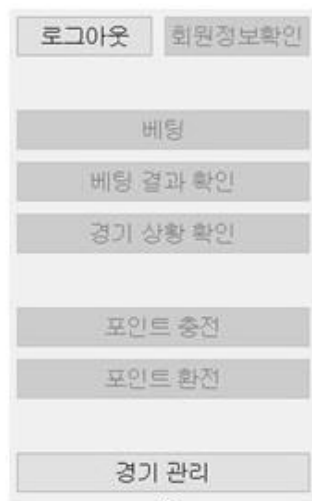 로그아웃 회원정보확인
베팅
베팅 결과 확인
경기 상황 확인
포인트 충전
포인트 환전
경기 관리